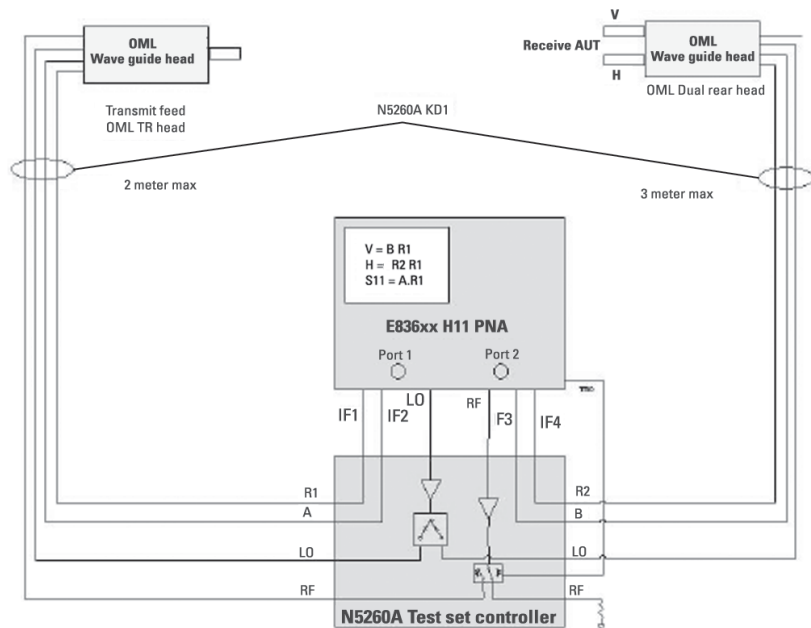 OML
Wave guide head
V
Receive AUT
H
OML
Wave guide head
OML Dual rear head
Transmit feed
OML TR head
N5260A KD1
2 meter max
3 meter max
V = B R1
H = R2 R1
S11 = A.R1
E836xx H11 PNA
Port 1
Port 2
IF1
IF2
LO
RF
F3
IF4
R1
R2
A
B
LO
LO
RF
RF
N5260A Test set controller